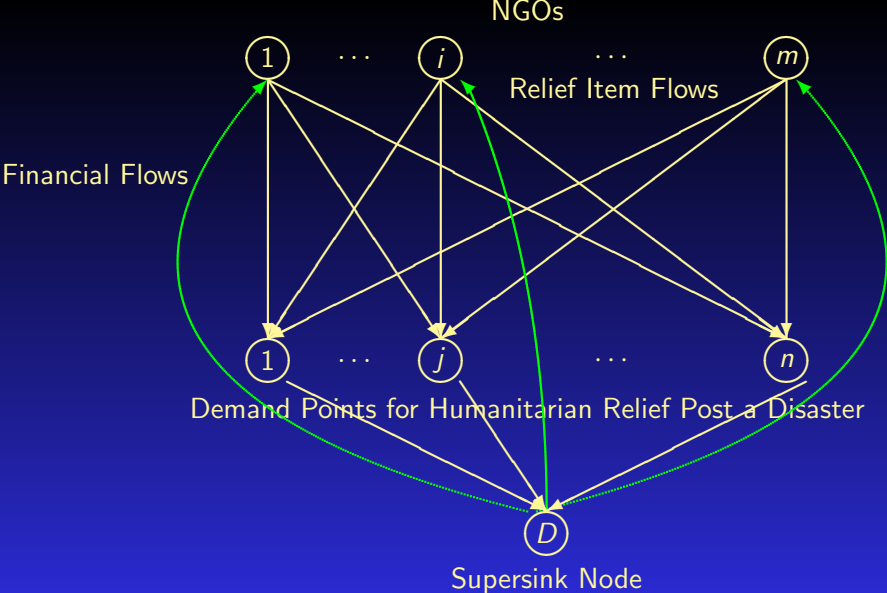 NGOs
1 ... i ... m
Relief Item Flows
Financial Flows
1 ... j ... n
Demand Points for Humanitarian Relief Post a Disaster
D
Supersink Node